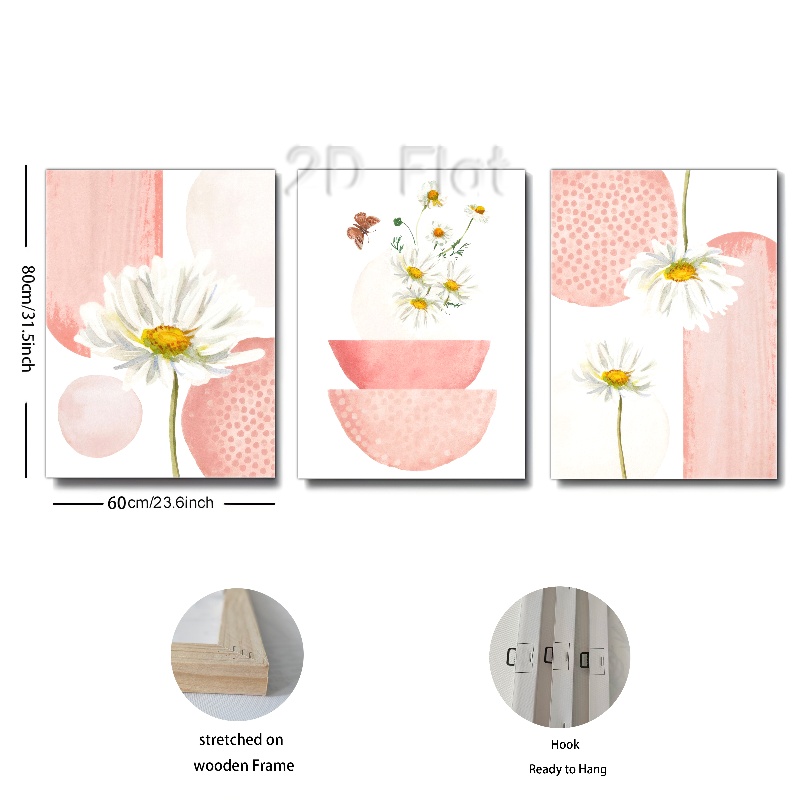 2D Flat
80cm/31.5inch
60cm/23.6inch
stretched on
wooden Frame
Hook
Ready to Hang